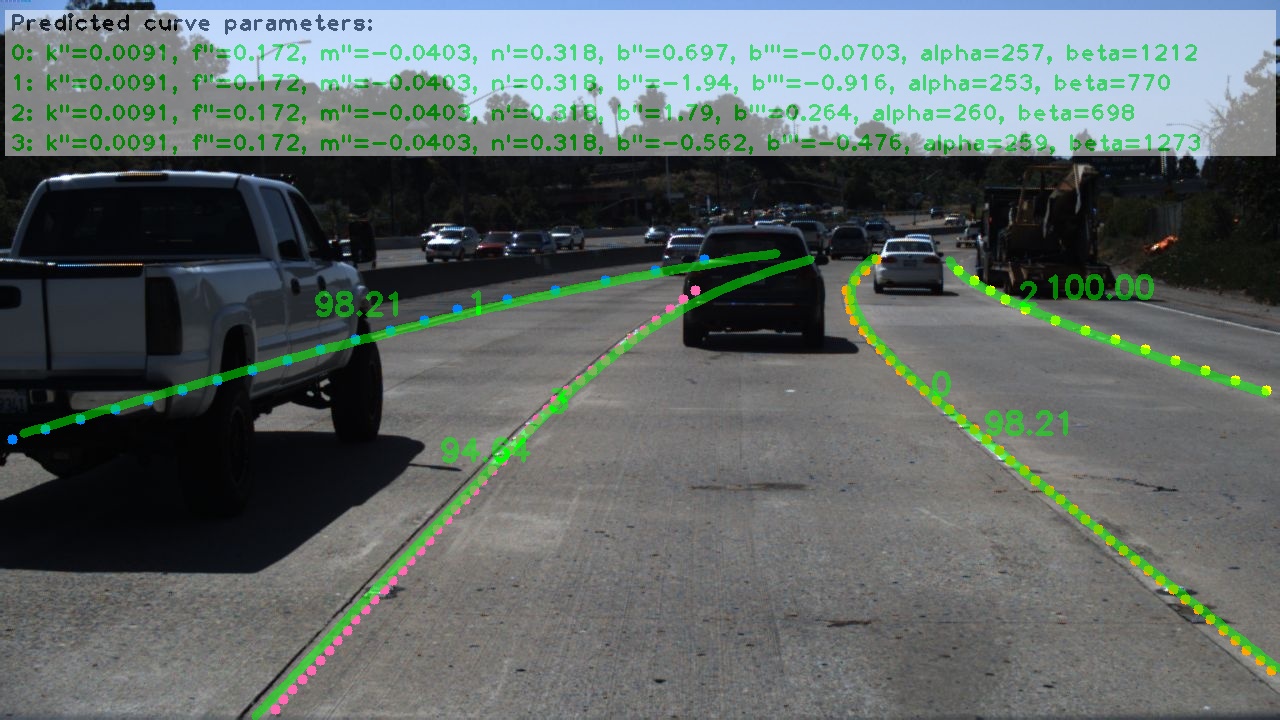 Predicted curve parameters:
0: k''=0.0091, f''=0.172, m''=−0.0403, n'=0.318, b''=0.697, b'''=−0.0703, alpha=257, beta=1212
1: k''=0.0091, f''=0.172, m''=−0.0403, n'=0.318, b''=−1.94, b'''=−0.916, alpha=253, beta=770
2: k''=0.0091, f''=0.172, m''=−0.0403, n'=0.318, b''=1.79, b'''=0.264, alpha=260, beta=698
3: k''=0.0091, f''=0.172, m''=−0.0403, n'=0.318, b''=−0.562, b'''=−0.476, alpha=259, beta=1273
98.21
1
2
100.00
0
98.21
94.64